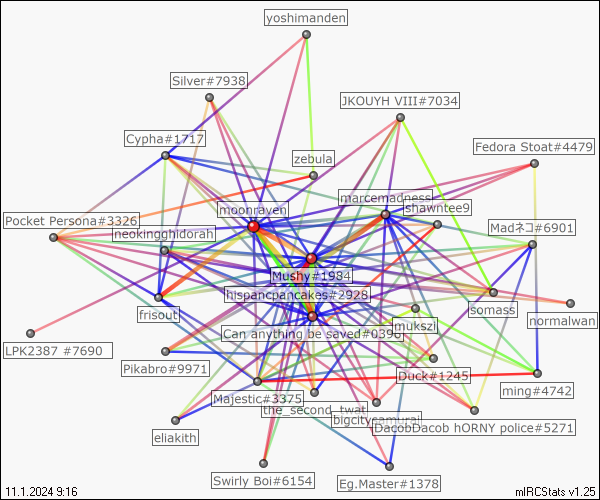 yoshimanden
Silver#7938
JKOUYH VIII#7034
Cypha#1717
Fedora Stoat#4479
zebula
marcemadness
shawntee9
moonraven
Pocket Persona#3326
neokingghidorah
Madネコ#6901
Mushy#1984
hispancpancakes#2928
frisout
somass
normalwan
Can anything be saved#0396
mukszi
LPK2387 #7690
Pikabro#9971
Duck#1245
ming#4742
Majestic#3375
the_second_twat
bigcitysamurai
DacobDacob hORNY police#5271
eliakith
Swirly Boi#6154
Eg.Master#1378
11.1.2024 9:16
mIRCStats v1.25